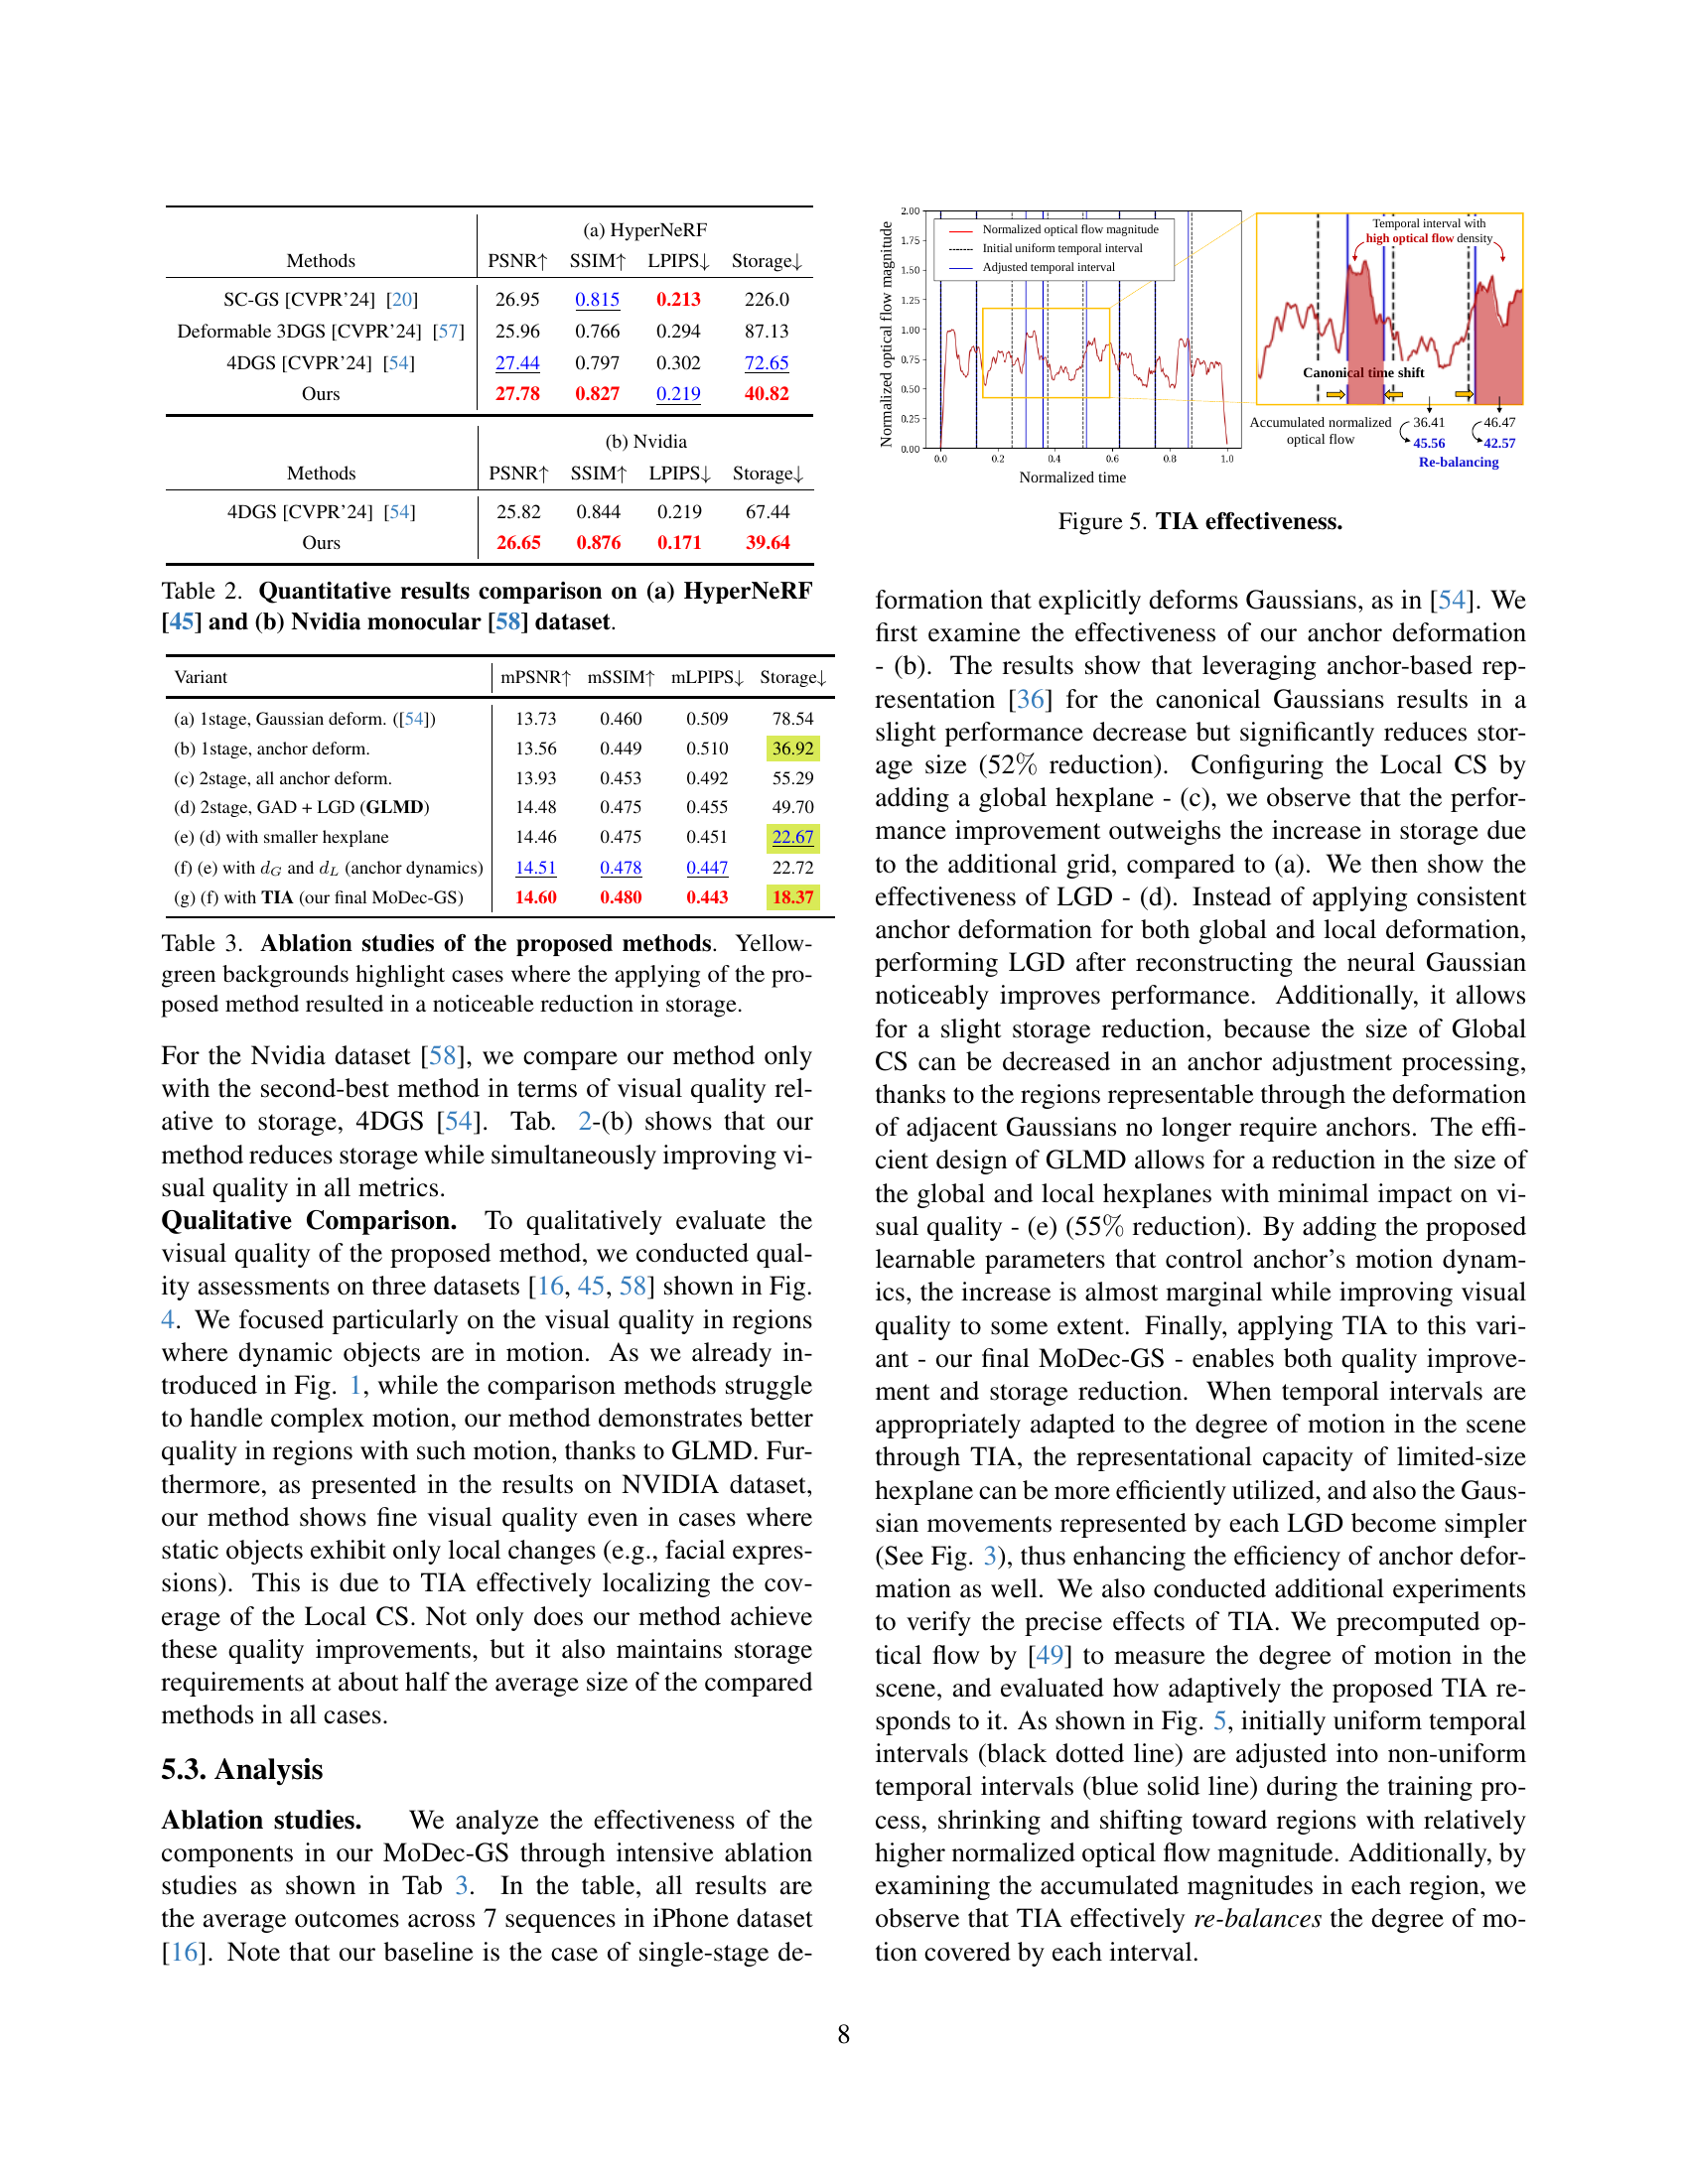 (a) HyperNeRF
Methods PSNR↑ SSIM↑ LPIPS↓ Storage↓
SC-GS [CVPR'24] [20] 26.95 0.815 0.213 226.0
Deformable 3DGS [CVPR'24] [57] 25.96 0.766 0.294 87.13
4DGS [CVPR'24] [54] 27.44 0.797 0.302 72.65
Ours 27.78 0.827 0.219 40.82
(b) Nvidia
Methods PSNR↑ SSIM↑ LPIPS↓ Storage↓
4DGS [CVPR'24] [54] 25.82 0.844 0.219 67.44
Ours 26.65 0.876 0.171 39.64
Table 2. Quantitative results comparison on (a) HyperNeRF
[45] and (b) Nvidia monocular [58] dataset.
Variant mPSNR↑ mSSIM↑ mLPIPS↓ Storage↓
(a) 1stage, Gaussian deform. ([54]) 13.73 0.460 0.509 78.54
(b) 1stage, anchor deform. 13.56 0.449 0.510 36.92
(c) 2stage, all anchor deform. 13.93 0.453 0.492 55.29
(d) 2stage, GAD + LGD (GLMD) 14.48 0.475 0.455 49.70
(e) (d) with smaller hexplane 14.46 0.475 0.451 22.67
(f) (e) with d_G and d_L (anchor dynamics) 14.51 0.478 0.447 22.72
(g) (f) with TIA (our final MoDec-GS) 14.60 0.480 0.443 18.37
Table 3. Ablation studies of the proposed methods. Yellow-
green backgrounds highlight cases where the applying of the pro-
posed method resulted in a noticeable reduction in storage.
For the Nvidia dataset [58], we compare our method only
with the second-best method in terms of visual quality rel-
ative to storage, 4DGS [54]. Tab. 2-(b) shows that our
method reduces storage while simultaneously improving vi-
sual quality in all metrics.
Qualitative Comparison. To qualitatively evaluate the
visual quality of the proposed method, we conducted qual-
ity assessments on three datasets [16, 45, 58] shown in Fig.
4. We focused particularly on the visual quality in regions
where dynamic objects are in motion. As we already in-
troduced in Fig. 1, while the comparison methods struggle
to handle complex motion, our method demonstrates better
quality in regions with such motion, thanks to GLMD. Fur-
thermore, as presented in the results on NVIDIA dataset,
our method shows fine visual quality even in cases where
static objects exhibit only local changes (e.g., facial expres-
sions). This is due to TIA effectively localizing the cov-
erage of the Local CS. Not only does our method achieve
these quality improvements, but it also maintains storage
requirements at about half the average size of the compared
methods in all cases.
5.3. Analysis
Ablation studies. We analyze the effectiveness of the
components in our MoDec-GS through intensive ablation
studies as shown in Tab 3. In the table, all results are
the average outcomes across 7 sequences in iPhone dataset
[16]. Note that our baseline is the case of single-stage de-
Normalized optical flow magnitude
2.00
1.75
1.50
1.25
1.00
0.75
0.50
0.25
0.00
Normalized optical flow magnitude
Initial uniform temporal interval
Adjusted temporal interval
0.0 0.2 0.4 0.6 0.8 1.0
Normalized time
Temporal interval with
high optical flow density
Canonical time shift
Accumulated normalized
optical flow
36.41 46.47
45.56 42.57
Re-balancing
Figure 5. TIA effectiveness.
formation that explicitly deforms Gaussians, as in [54]. We
first examine the effectiveness of our anchor deformation
- (b). The results show that leveraging anchor-based rep-
resentation [36] for the canonical Gaussians results in a
slight performance decrease but significantly reduces stor-
age size (52% reduction). Configuring the Local CS by
adding a global hexplane - (c), we observe that the perfor-
mance improvement outweighs the increase in storage due
to the additional grid, compared to (a). We then show the
effectiveness of LGD - (d). Instead of applying consistent
anchor deformation for both global and local deformation,
performing LGD after reconstructing the neural Gaussian
noticeably improves performance. Additionally, it allows
for a slight storage reduction, because the size of Global
CS can be decreased in an anchor adjustment processing,
thanks to the regions representable through the deformation
of adjacent Gaussians no longer require anchors. The effi-
cient design of GLMD allows for a reduction in the size of
the global and local hexplanes with minimal impact on vi-
sual quality - (e) (55% reduction). By adding the proposed
learnable parameters that control anchor's motion dynam-
ics, the increase is almost marginal while improving visual
quality to some extent. Finally, applying TIA to this vari-
ant - our final MoDec-GS - enables both quality improve-
ment and storage reduction. When temporal intervals are
appropriately adapted to the degree of motion in the scene
through TIA, the representational capacity of limited-size
hexplane can be more efficiently utilized, and also the Gaus-
sian movements represented by each LGD become simpler
(See Fig. 3), thus enhancing the efficiency of anchor defor-
mation as well. We also conducted additional experiments
to verify the precise effects of TIA. We precomputed op-
tical flow by [49] to measure the degree of motion in the
scene, and evaluated how adaptively the proposed TIA re-
sponds to it. As shown in Fig. 5, initially uniform temporal
intervals (black dotted line) are adjusted into non-uniform
temporal intervals (blue solid line) during the training pro-
cess, shrinking and shifting toward regions with relatively
higher normalized optical flow magnitude. Additionally, by
examining the accumulated magnitudes in each region, we
observe that TIA effectively re-balances the degree of mo-
tion covered by each interval.
8